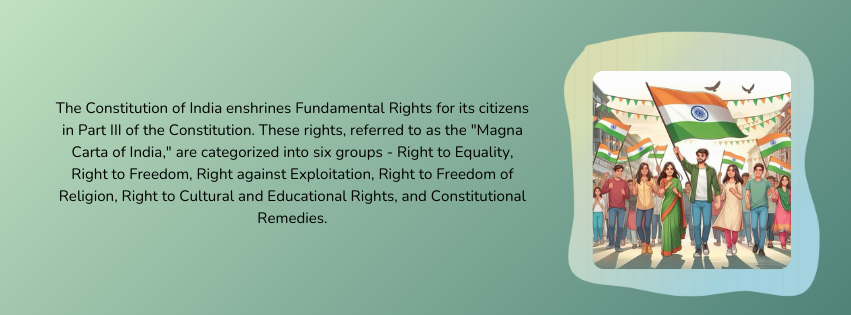 The Constitution of India enshrines Fundamental Rights for its citizens
in Part III of the Constitution. These rights, referred to as the "Magna
Carta of India," are categorized into six groups - Right to Equality,
Right to Freedom, Right against Exploitation, Right to Freedom of
Religion, Right to Cultural and Educational Rights, and Constitutional
Remedies.